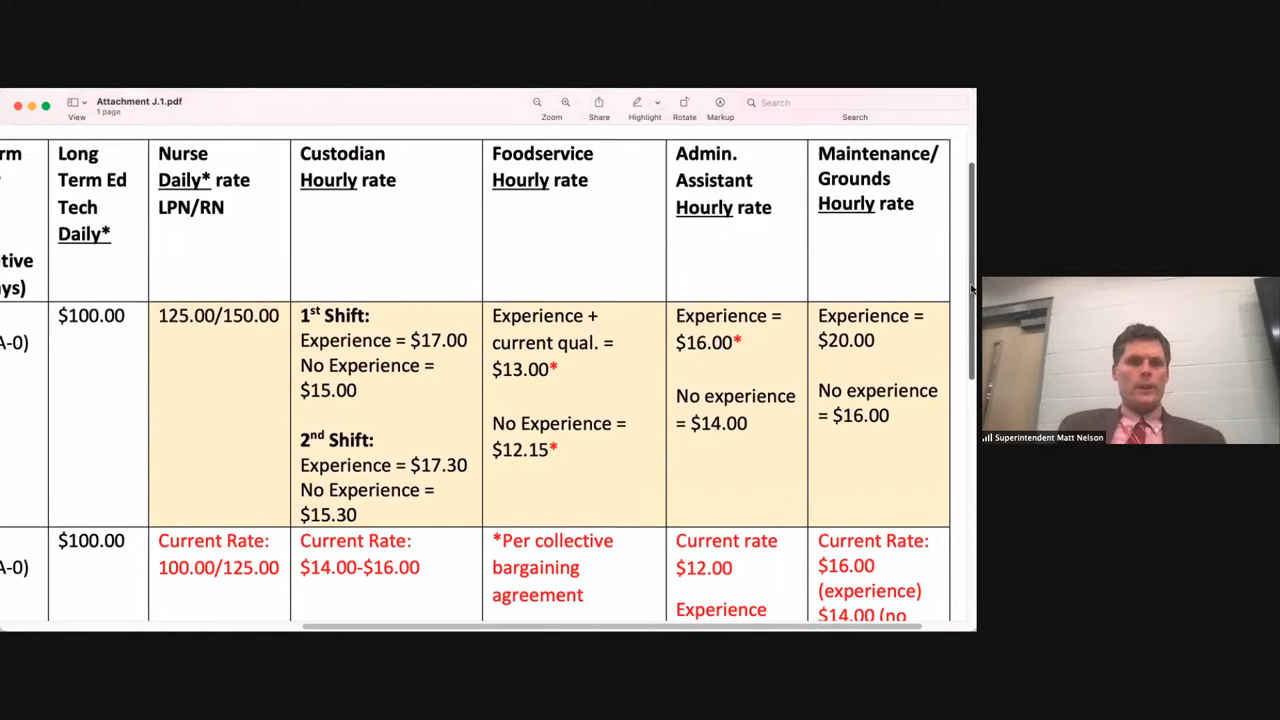 Attachment J.1.pdf
1 page
View
Zoom
Share
Highlight
Rotate
Markup
Search
Search
rm
tive
ys)
Long
Term Ed
Tech
Daily*
Nurse
Daily* rate
LPN/RN
Custodian
Hourly rate
Foodservice
Hourly rate
Admin.
Assistant
Hourly rate
Maintenance/
Grounds
Hourly rate
A-0)
$100.00
125.00/150.00
1st Shift:
Experience = $17.00
No Experience =
$15.00
2nd Shift:
Experience = $17.30
No Experience =
$15.30
Experience +
current qual. =
$13.00*
No Experience =
$12.15*
Experience =
$16.00*
No experience
= $14.00
Experience =
$20.00
No experience
= $16.00
A-0)
$100.00
Current Rate:
100.00/125.00
Current Rate:
$14.00-$16.00
*Per collective
bargaining
agreement
Current rate
$12.00
Experience
Current Rate:
$16.00
(experience)
$14.00 (no
Superintendent Matt Nelson